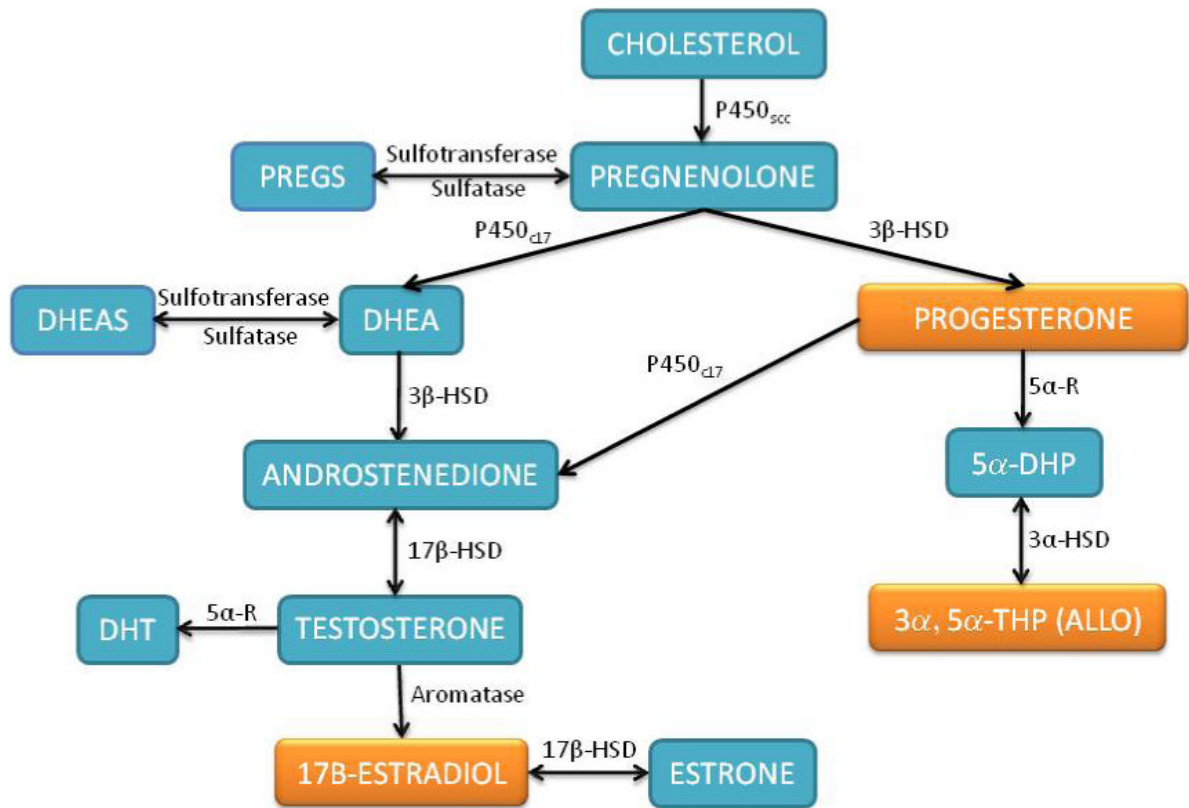 CHOLESTEROL
P450scc
PREGS
Sulfotransferase
Sulfatase
PREGNENOLONE
P450c17
3β-HSD
DHEAS
Sulfotransferase
Sulfatase
DHEA
PROGESTERONE
3β-HSD
P450c17
5α-R
ANDROSTENEDIONE
5α-DHP
17β-HSD
3α-HSD
DHT
5α-R
TESTOSTERONE
3α, 5α-THP (ALLO)
Aromatase
17B-ESTRADIOL
17β-HSD
ESTRONE